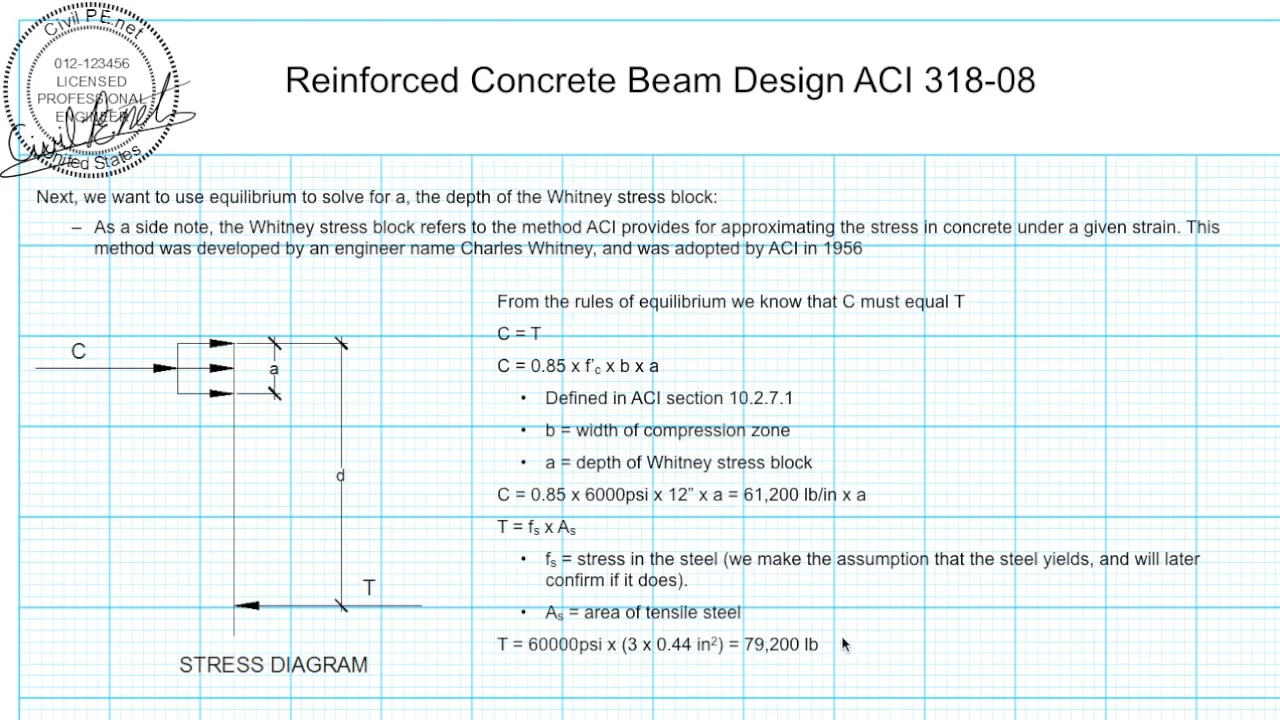 Civil PE.net
012-123456
LICENSED
PROFESSIONAL
ENGINEER
Civil PE.net
United States
Reinforced Concrete Beam Design ACI 318-08
Next, we want to use equilibrium to solve for a, the depth of the Whitney stress block:
– As a side note, the Whitney stress block refers to the method ACI provides for approximating the stress in concrete under a given strain. This
method was developed by an engineer name Charles Whitney, and was adopted by ACI in 1956
From the rules of equilibrium we know that C must equal T
C = T
C = 0.85 x f'c x b x a
• Defined in ACI section 10.2.7.1
• b = width of compression zone
• a = depth of Whitney stress block
C = 0.85 x 6000psi x 12” x a = 61,200 lb/in x a
T = fs x As
• fs = stress in the steel (we make the assumption that the steel yields, and will later
confirm if it does).
• As = area of tensile steel
T = 60000psi x (3 x 0.44 in²) = 79,200 lb
C
a
d
T
STRESS DIAGRAM